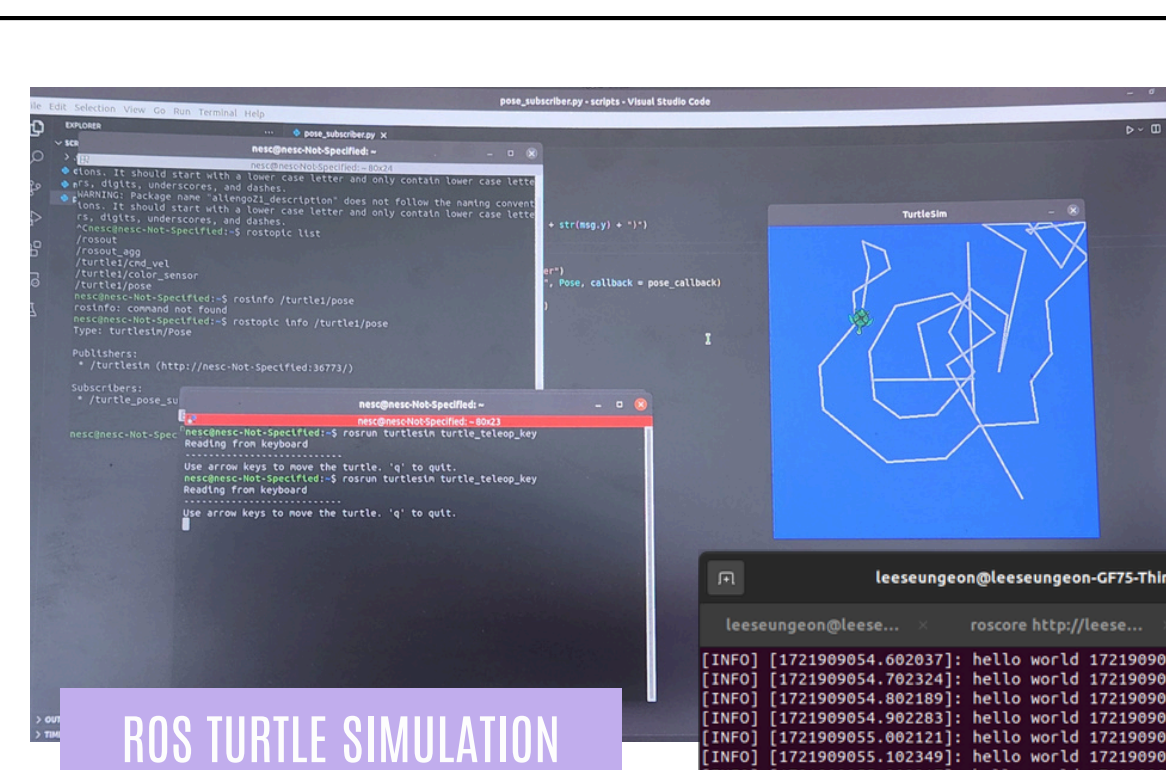 pose_subscriber.py - scripts - Visual Studio Code
Edit Selection View Go Run Terminal Help
EXPLORER
... pose_subscriber.py ×
nesc@nesc-Not-Specified: ~
nesc@nesc-Not-Specified: ~ 80x24
tions. It should start with a lower case letter and only contain lower case lette
rs, digits, underscores, and dashes.
WARNING: Package name "aliengoZ1_description" does not follow the naming convent
ions. It should start with a lower case letter and only contain lower case lette
rs, digits, underscores, and dashes.
^Cnesc@nesc-Not-Specified:~$ rostopic list
/rosout
/rosout_agg
/turtle1/cmd_vel
/turtle1/color_sensor
/turtle1/pose
nesc@nesc-Not-Specified:~$ rosinfo /turtle1/pose
rosinfo: command not found
nesc@nesc-Not-Specified:~$ rostopic info /turtle1/pose
Type: turtlesim/Pose
Publishers:
* /turtlesim (http://nesc-Not-Specified:36773/)
Subscribers:
* /turtle_pose_su
nesc@nesc-Not-Spec
+ str(msg.y) + ")")
er")
", Pose, callback = pose_callback)
)
nesc@nesc-Not-Specified: ~
nesc@nesc-Not-Specified: ~ 80x23
nesc@nesc-Not-Specified:~$ rosrun turtlesim turtle_teleop_key
Reading from keyboard
---------------------------
Use arrow keys to move the turtle. 'q' to quit.
nesc@nesc-Not-Specified:~$ rosrun turtlesim turtle_teleop_key
Reading from keyboard
---------------------------
Use arrow keys to move the turtle. 'q' to quit.
TurtleSim
leeseungeon@leeseungeon-GF75-Thin
leeseungeon@leese... × roscore http://leese...
[INFO] [1721909054.602037]: hello world 17219090
[INFO] [1721909054.702324]: hello world 17219090
[INFO] [1721909054.802189]: hello world 17219090
[INFO] [1721909054.902283]: hello world 17219090
[INFO] [1721909055.002121]: hello world 17219090
[INFO] [1721909055.102349]: hello world 17219090
ROS TURTLE SIMULATION